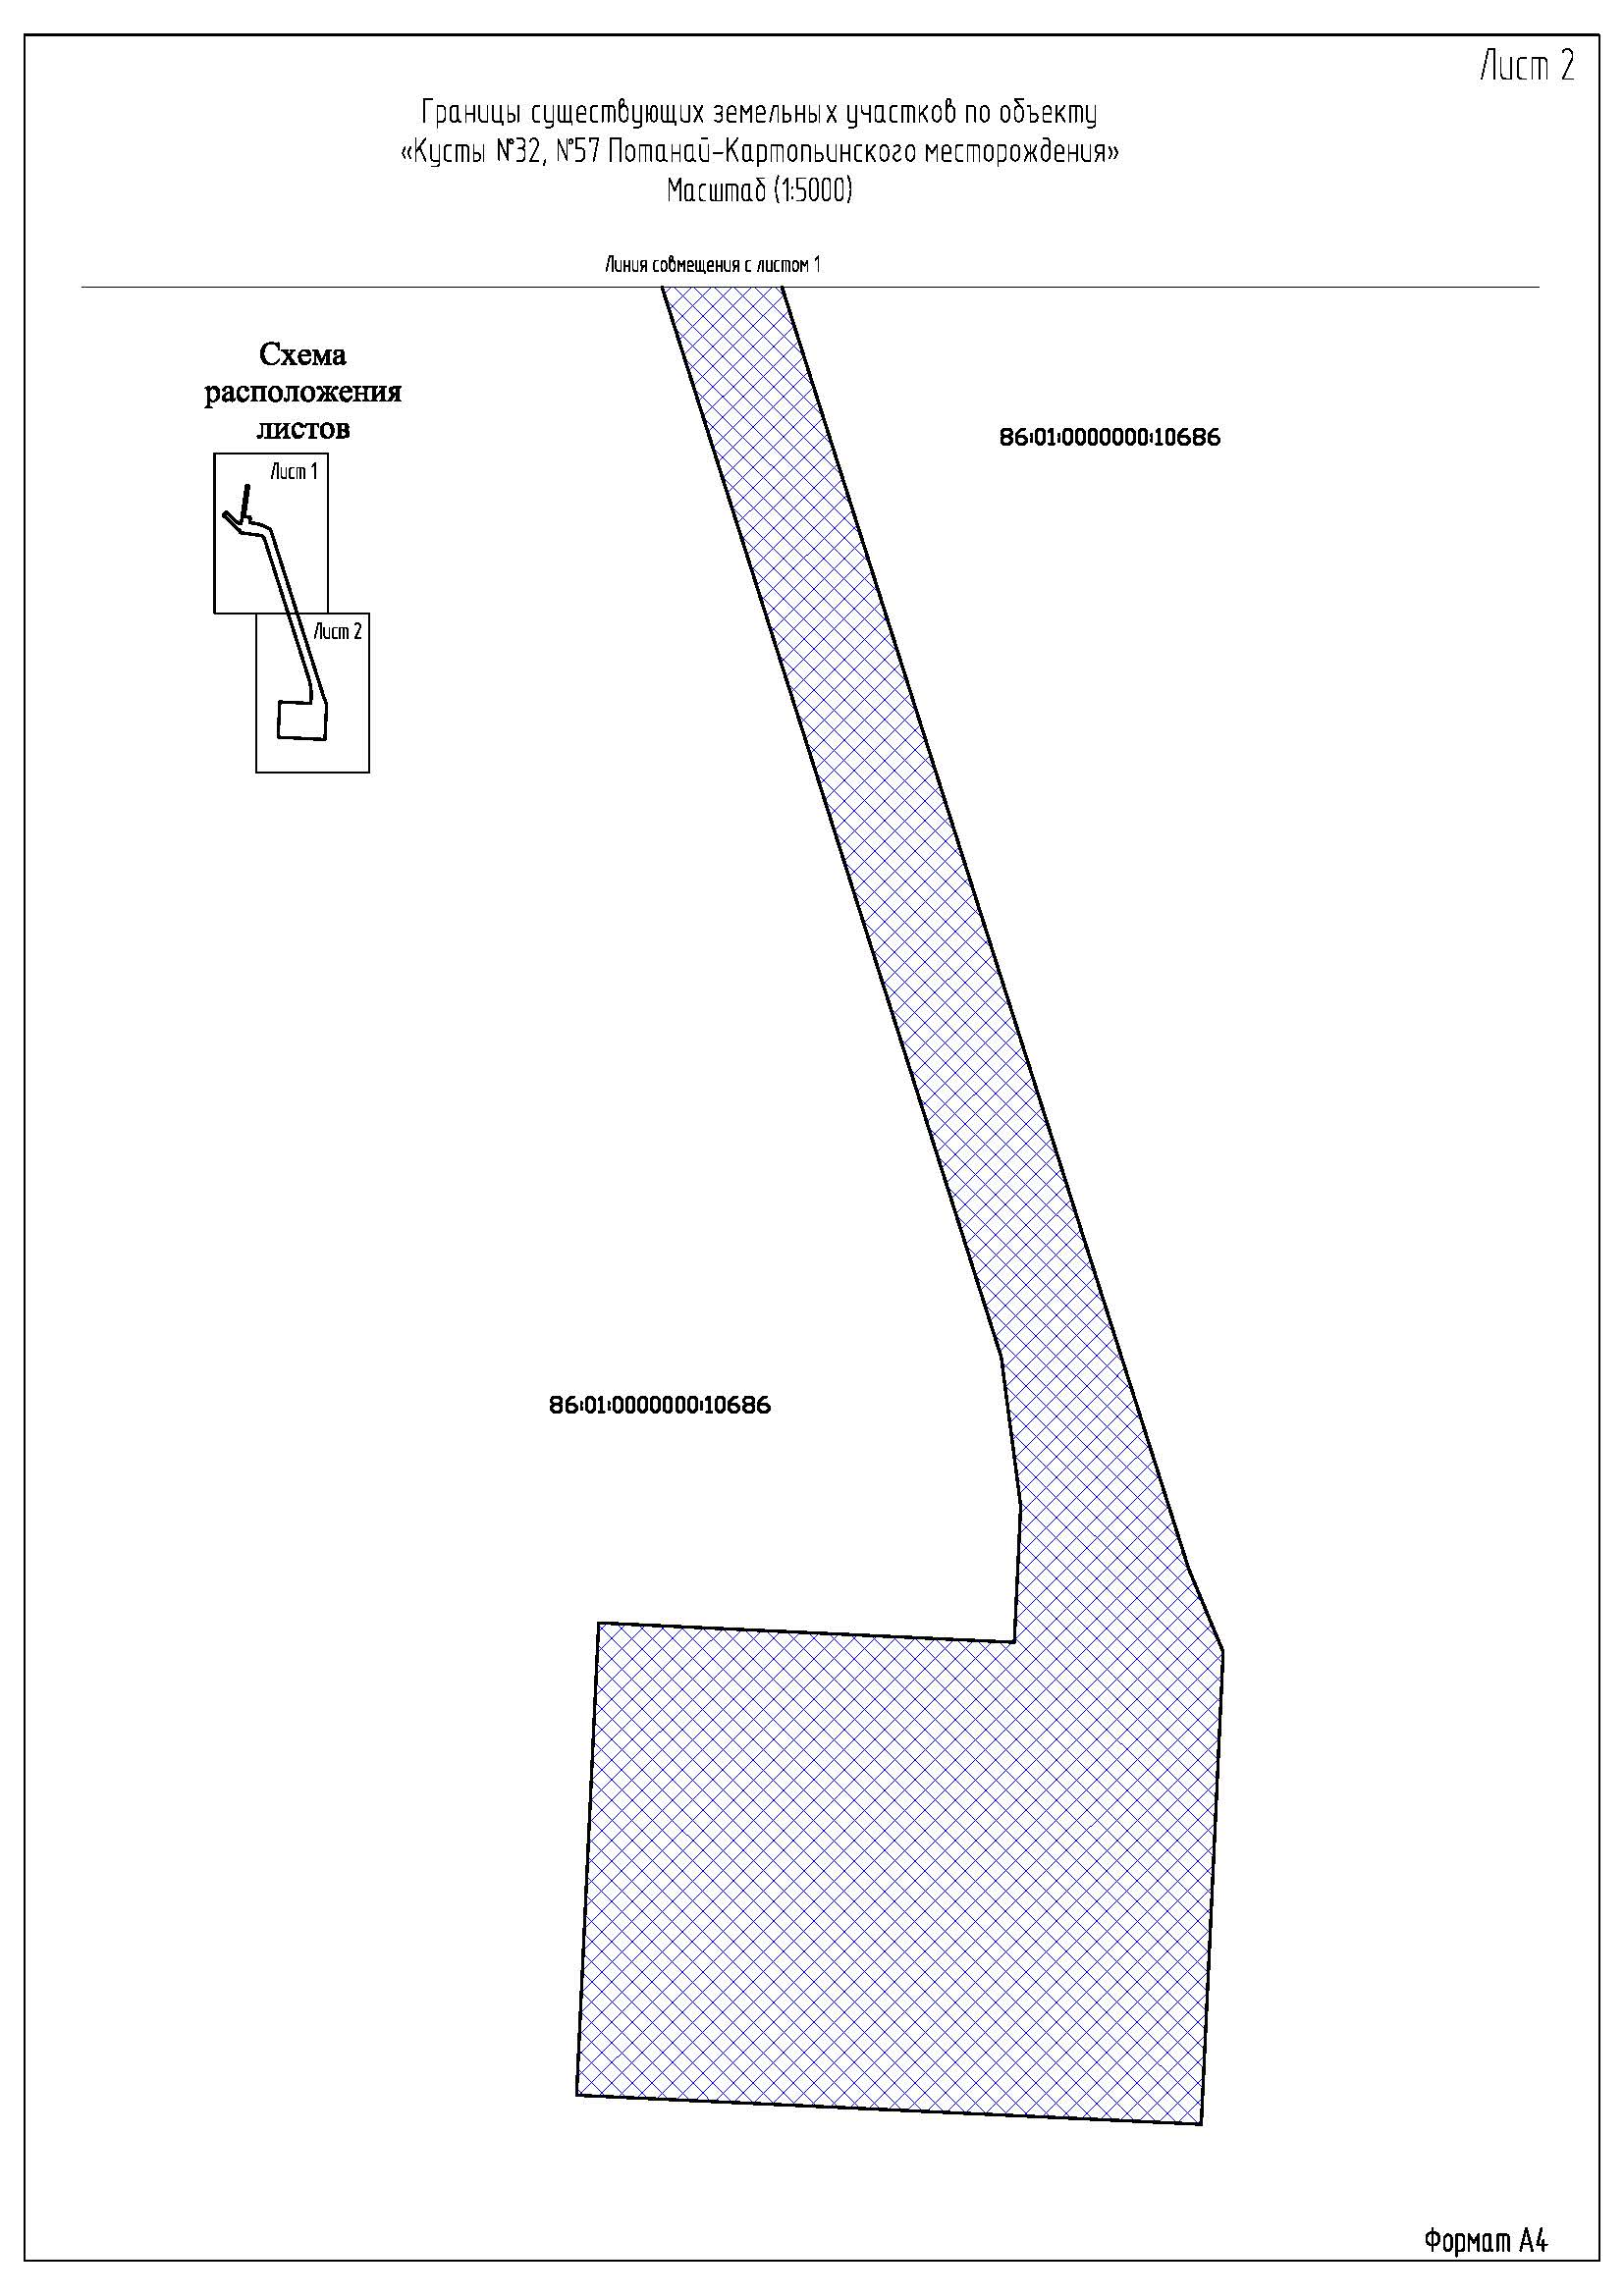 Лист 2
Границы существующих земельных участков по объекту
«Кусты №32, №57 Потанай-Картопьинского месторождения»
Масштаб (1:5000)
Линия совмещения с листом 1
Схема
расположения
листов
Лист 1
Лист 2
86:01:0000000:10686
86:01:0000000:10686
Формат А4